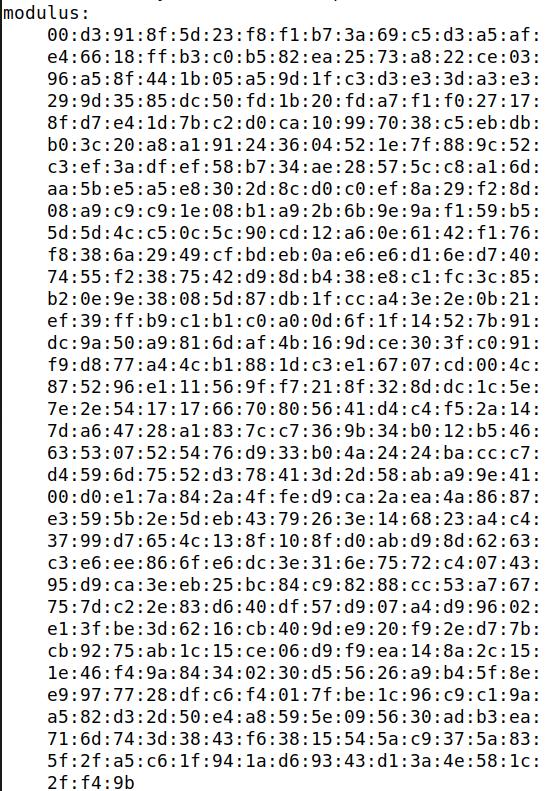 modulus:
00:d3:91:8f:5d:23:f8:f1:b7:3a:69:c5:d3:a5:af:
e4:66:18:ff:b3:c0:b5:82:ea:25:73:a8:22:ce:03:
96:a5:8f:44:1b:05:a5:9d:1f:c3:d3:e3:3d:a3:e3:
29:9d:35:85:dc:50:fd:1b:20:fd:a7:f1:f0:27:17:
8f:d7:e4:1d:7b:c2:d0:ca:10:99:70:38:c5:eb:db:
b0:3c:20:a8:a1:91:24:36:04:52:1e:7f:88:9c:52:
c3:ef:3a:df:ef:58:b7:34:ae:28:57:5c:c8:a1:6d:
aa:5b:e5:a5:e8:30:2d:8c:d0:c0:ef:8a:29:f2:8d:
08:a9:c9:c9:1e:08:b1:a9:2b:6b:9e:9a:f1:59:b5:
5d:5d:4c:c5:0c:5c:90:cd:12:a6:0e:61:42:f1:76:
f8:38:6a:29:49:cf:bd:eb:0a:e6:e6:d1:6e:d7:40:
74:55:f2:38:75:42:d9:8d:b4:38:e8:c1:fc:3c:85:
b2:0e:9e:38:08:5d:87:db:1f:cc:a4:3e:2e:0b:21:
ef:39:ff:b9:c1:b1:c0:a0:0d:6f:1f:14:52:7b:91:
dc:9a:50:a9:81:6d:af:4b:16:9d:ce:30:3f:c0:91:
f9:d8:77:a4:4c:b1:88:1d:c3:e1:67:07:cd:00:4c:
87:52:96:e1:11:56:9f:f7:21:8f:32:8d:dc:1c:5e:
7e:2e:54:17:17:66:70:80:56:41:d4:c4:f5:2a:14:
7d:a6:47:28:a1:83:7c:c7:36:9b:34:b0:12:b5:46:
63:53:07:52:54:76:d9:33:b0:4a:24:24:ba:cc:c7:
d4:59:6d:75:52:d3:78:41:3d:2d:58:ab:a9:9e:41:
00:d0:e1:7a:84:2a:4f:fe:d9:ca:2a:ea:4a:86:87:
e3:59:5b:2e:5d:eb:43:79:26:3e:14:68:23:a4:c4:
37:99:d7:65:4c:13:8f:10:8f:d0:ab:d9:8d:62:63:
c3:e6:ee:86:6f:e6:dc:3e:31:6e:75:72:c4:07:43:
95:d9:ca:3e:eb:25:bc:84:c9:82:88:cc:53:a7:67:
75:7d:c2:2e:83:d6:40:df:57:d9:07:a4:d9:96:02:
e1:3f:be:3d:62:16:cb:40:9d:e9:20:f9:2e:d7:7b:
cb:92:75:ab:1c:15:ce:06:d9:f9:ea:14:8a:2c:15:
1e:46:f4:9a:84:34:02:30:d5:56:26:a9:b4:5f:8e:
e9:97:77:28:df:c6:f4:01:7f:be:1c:96:c9:c1:9a:
a5:82:d3:2d:50:e4:a8:59:5e:09:56:30:ad:b3:ea:
71:6d:74:3d:38:43:f6:38:15:54:5a:c9:37:5a:83:
5f:2f:a5:c6:1f:94:1a:d6:93:43:d1:3a:4e:58:1c:
2f:f4:9b